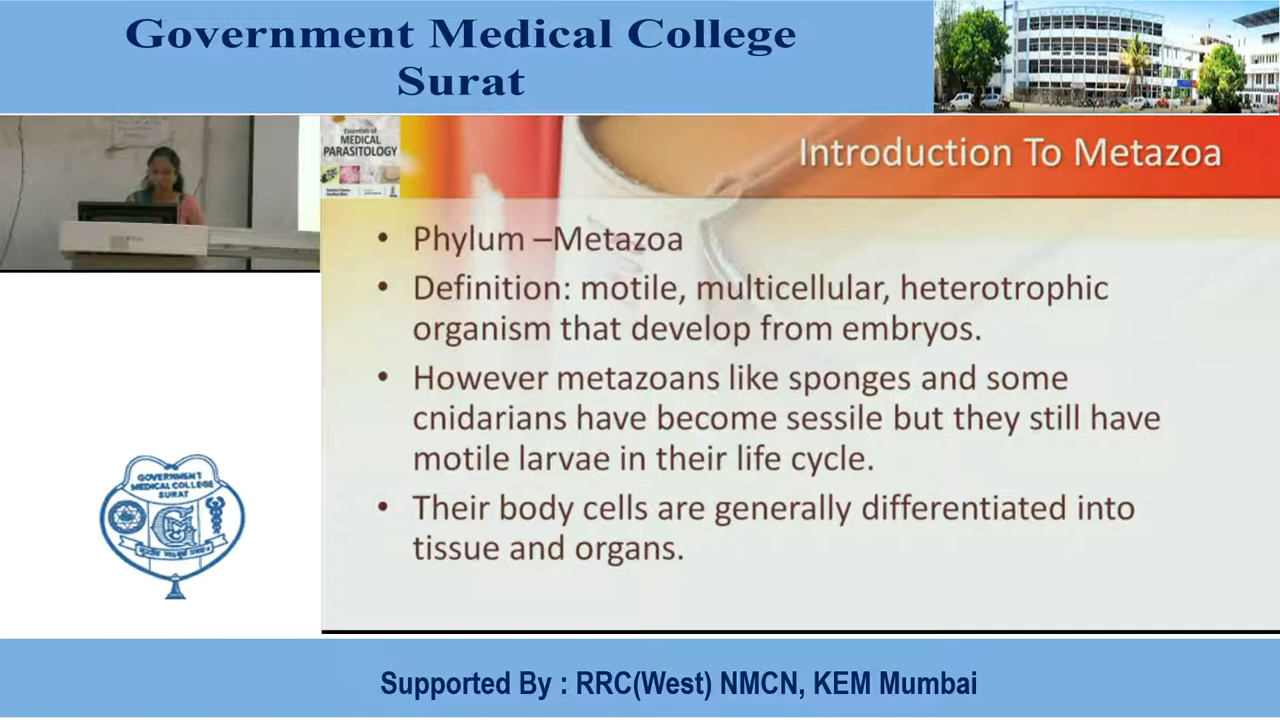 Government Medical College
Surat
Essentials of
MEDICAL
PARASITOLOGY
Introduction To Metazoa
• Phylum –Metazoa
• Definition: motile, multicellular, heterotrophic
organism that develop from embryos.
• However metazoans like sponges and some
cnidarians have become sessile but they still have
motile larvae in their life cycle.
• Their body cells are generally differentiated into
tissue and organs.
GOVERNMENT
MEDICAL COLLEGE
SURAT
Supported By : RRC(West) NMCN, KEM Mumbai